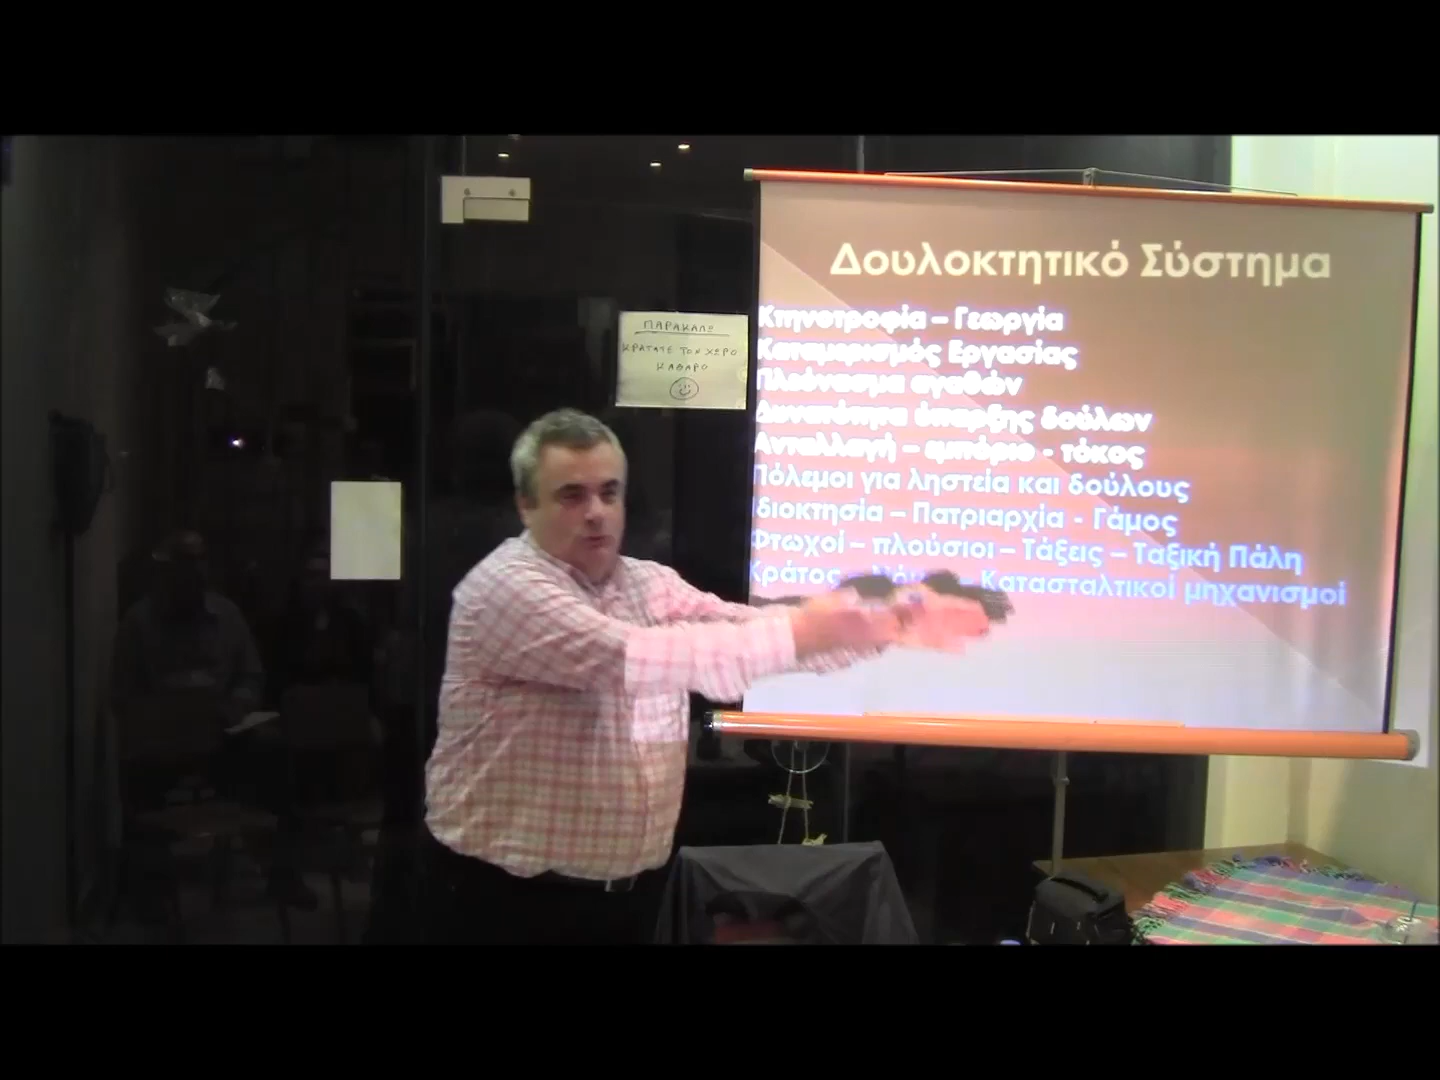 Δουλοκτητικό Σύστημα
Κτηνοτροφία – Γεωργία
Καταμερισμός Εργασίας
Πλεόνασμα αγαθών
Δυνατότητα ύπαρξης δούλων
Ανταλλαγή – εμπόριο - τόκος
Πόλεμοι για ληστεία και δούλους
Ιδιοκτησία – Πατριαρχία - Γάμος
Φτωχοί – πλούσιοι – Τάξεις – Ταξική Πάλη
Κράτος – – Κατασταλτικοί μηχανισμοί
ΠΑΡΑΚΑΛΩ
ΚΡΑΤΑΤΕ ΤΟΝ ΧΩΡΟ
ΚΑΘΑΡΟ